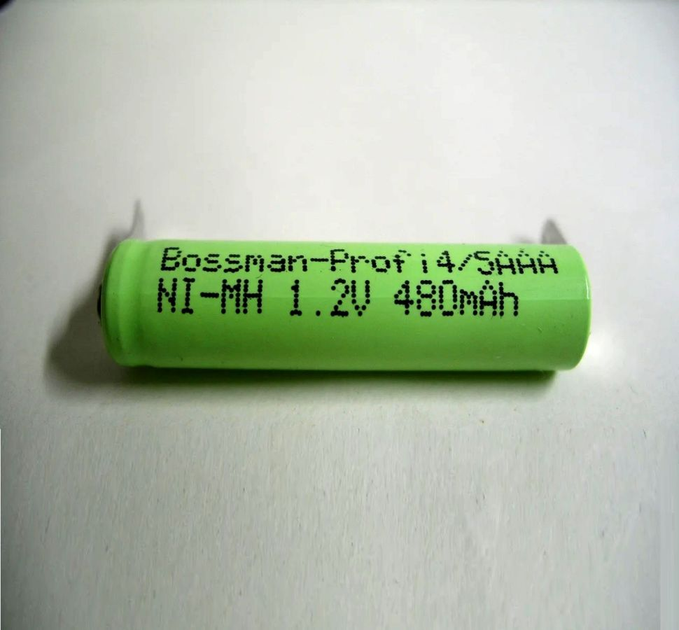 Bossman-Profi4/5AAA
NI-MH 1.2V 480mAh